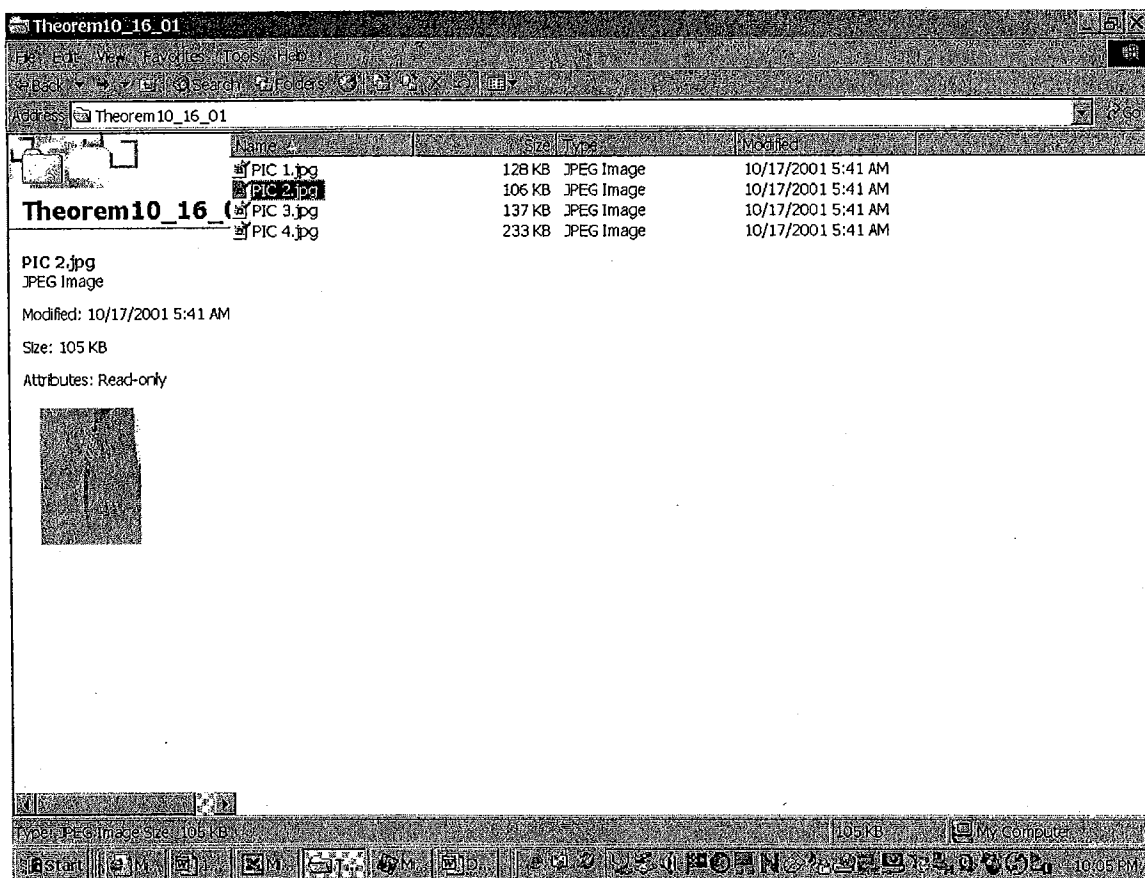 Theorem10_16_01
File Edit View Favorites Tools Help
Back Search Folders
Address Theorem10_16_01 Go
Name Size Type Modified
PIC 1.jpg 128 KB JPEG Image 10/17/2001 5:41 AM
PIC 2.jpg 106 KB JPEG Image 10/17/2001 5:41 AM
PIC 3.jpg 137 KB JPEG Image 10/17/2001 5:41 AM
PIC 4.jpg 233 KB JPEG Image 10/17/2001 5:41 AM
Theorem10_16_0
PIC 2.jpg
JPEG Image
Modified: 10/17/2001 5:41 AM
Size: 105 KB
Attributes: Read-only
Type: JPEG Image Size: 105 KB 105 KB My Computer
Start 10:05 PM